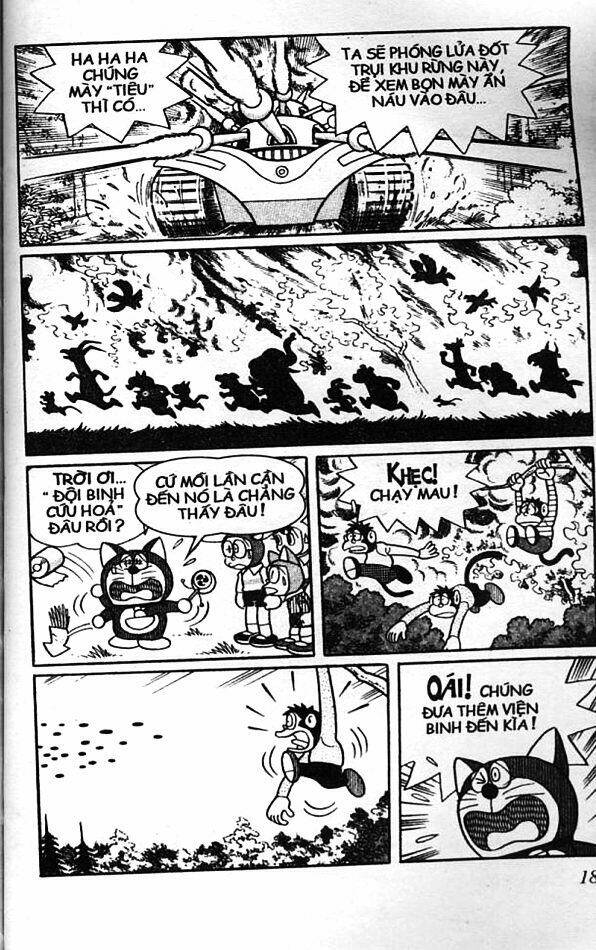 HA HA HA
CHÚNG
MÀY "TIÊU"
THÌ CÓ...
TA SẼ PHÓNG LỬA ĐỐT
TRỤI KHU RỪNG NÀY,
ĐỂ XEM BỌN MÀY ẨN
NÁU VÀO ĐÂU...
TRỜI ƠI...
"ĐỘI BINH
CỨU HOẢ"
ĐÂU RỒI?
CỨ MỖI LẦN CẦN
ĐẾN NÓ LÀ CHẲNG
THẤY ĐÂU!
KHẸC!
CHẠY MAU!
OÁI! CHÚNG
ĐƯA THÊM VIỆN
BINH ĐẾN KÌA!
18